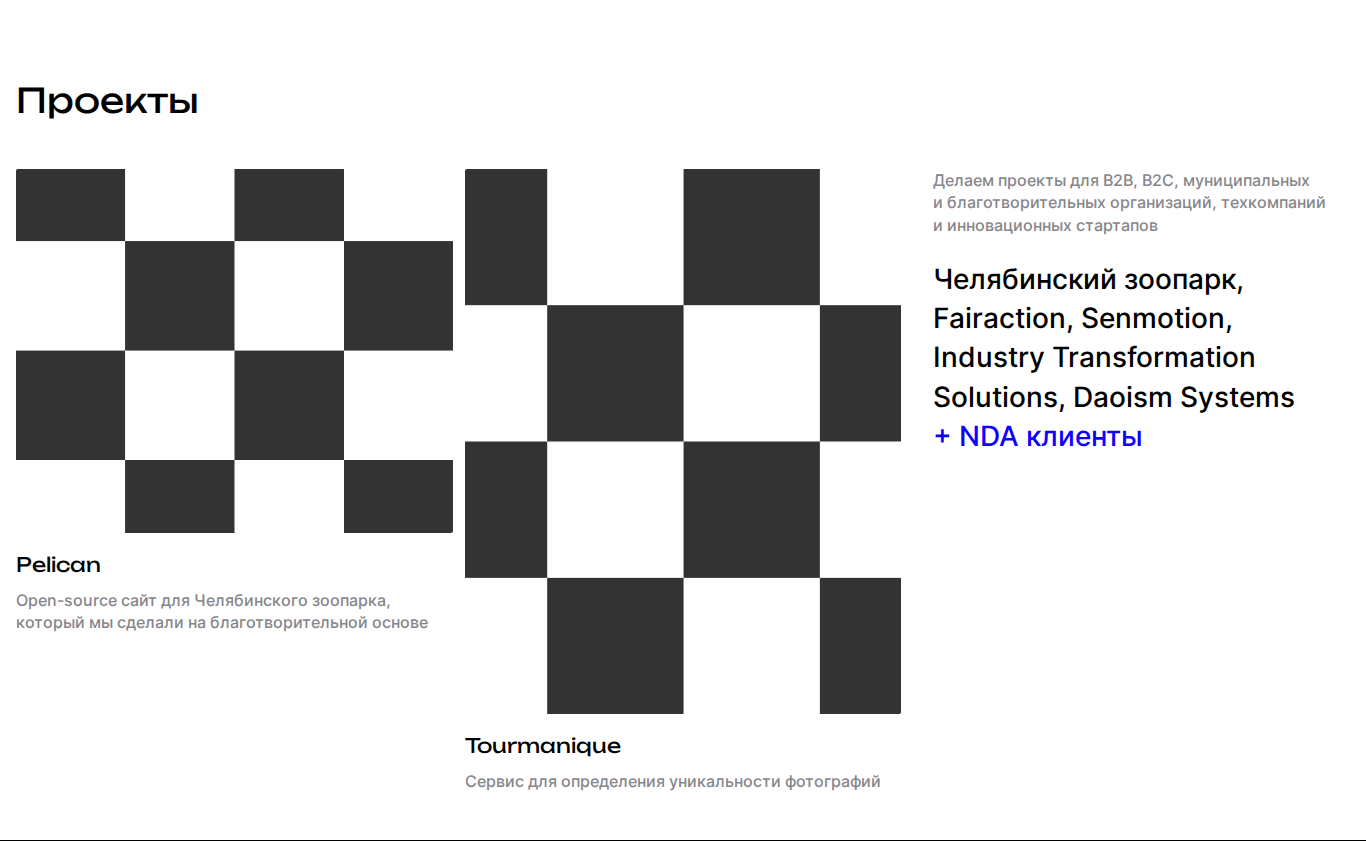 Проекты
Pelican
Open-source сайт для Челябинского зоопарка,
который мы сделали на благотворительной основе
Tourmanique
Сервис для определения уникальности фотографий
Делаем проекты для B2B, B2C, муниципальных
и благотворительных организаций, техкомпаний
и инновационных стартапов
Челябинский зоопарк,
Fairaction, Senmotion,
Industry Transformation
Solutions, Daoism Systems
+ NDA клиенты